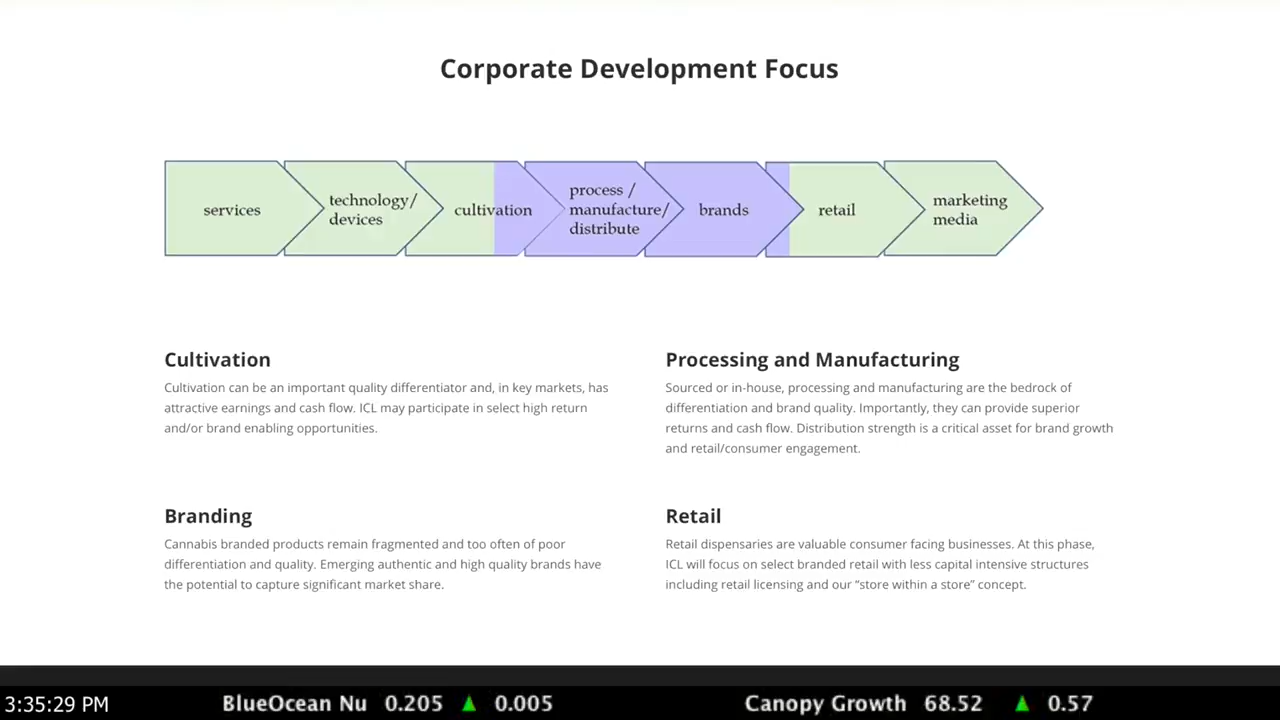 Corporate Development Focus
services
technology/
devices
cultivation
process /
manufacture/
distribute
brands
retail
marketing
media
Cultivation
Cultivation can be an important quality differentiator and, in key markets, has
attractive earnings and cash flow. ICL may participate in select high return
and/or brand enabling opportunities.
Processing and Manufacturing
Sourced or in-house, processing and manufacturing are the bedrock of
differentiation and brand quality. Importantly, they can provide superior
returns and cash flow. Distribution strength is a critical asset for brand growth
and retail/consumer engagement.
Branding
Cannabis branded products remain fragmented and too often of poor
differentiation and quality. Emerging authentic and high quality brands have
the potential to capture significant market share.
Retail
Retail dispensaries are valuable consumer facing businesses. At this phase,
ICL will focus on select branded retail with less capital intensive structures
including retail licensing and our “store within a store” concept.
3:35:29 PM BlueOcean Nu 0.205 ▲ 0.005 Canopy Growth 68.52 ▲ 0.57